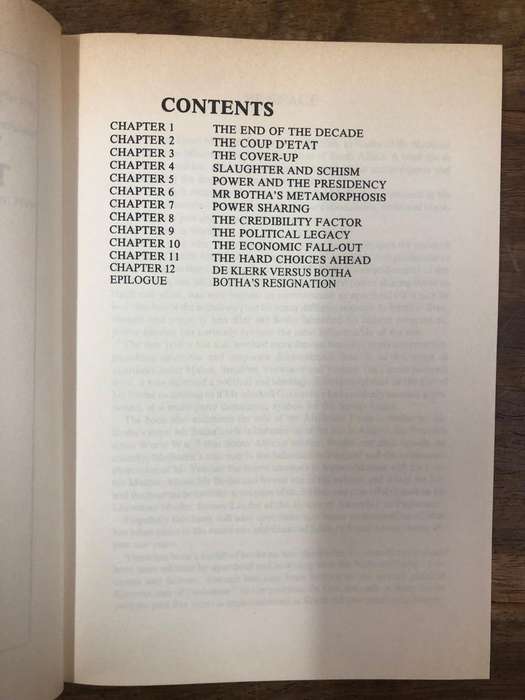 CONTENTS
CHAPTER 1 THE END OF THE DECADE
CHAPTER 2 THE COUP D'ETAT
CHAPTER 3 THE COVER-UP
CHAPTER 4 SLAUGHTER AND SCHISM
CHAPTER 5 POWER AND THE PRESIDENCY
CHAPTER 6 MR BOTHA'S METAMORPHOSIS
CHAPTER 7 POWER SHARING
CHAPTER 8 THE CREDIBILITY FACTOR
CHAPTER 9 THE POLITICAL LEGACY
CHAPTER 10 THE ECONOMIC FALL-OUT
CHAPTER 11 THE HARD CHOICES AHEAD
CHAPTER 12 DE KLERK VERSUS BOTHA
EPILOGUE BOTHA'S RESIGNATION